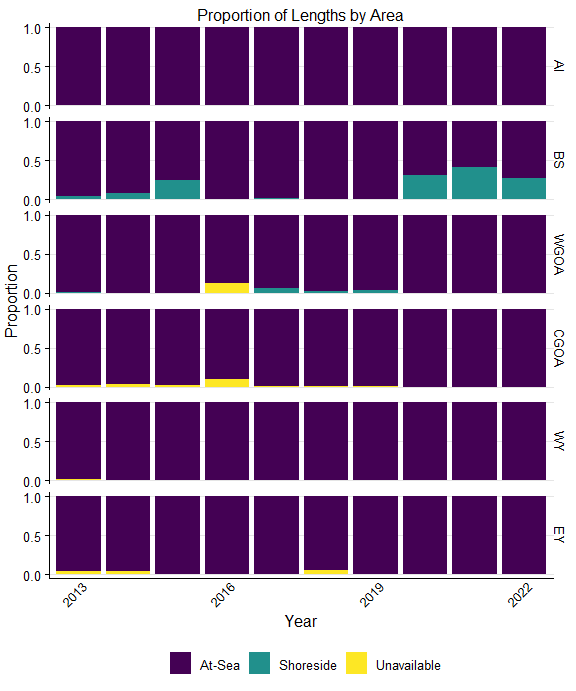 Proportion of Lengths by Area
1.0
0.5
0.0
AI
1.0
0.5
0.0
BS
1.0
0.5
0.0
WGOA
Proportion
1.0
0.5
0.0
CGOA
1.0
0.5
0.0
WY
1.0
0.5
0.0
EY
2013 2016 2019 2022
Year
At-Sea Shoreside Unavailable